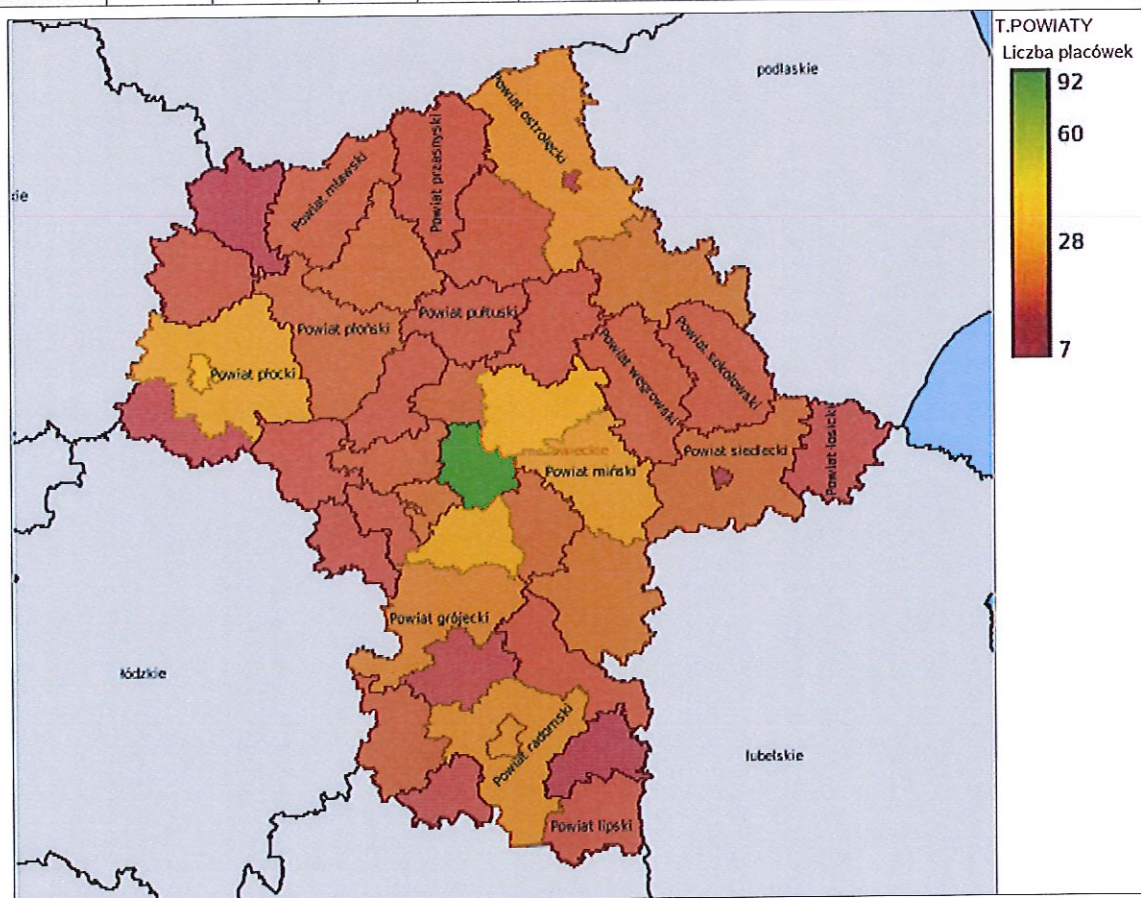 T.POWIATY
Liczba placówek
92
60
28
7
podlaskie
kie
Powiat ostrołęcki
Powiat przasnyski
Powiat mławski
Powiat płoński
Powiat pułtuski
Powiat płocki
Powiat węgrowski
Powiat sokołowski
Powiat siedlecki
Powiat łosicki
Powiat miński
Powiat grójecki
łódzkie
Powiat radomski
lubelskie
Powiat lipski